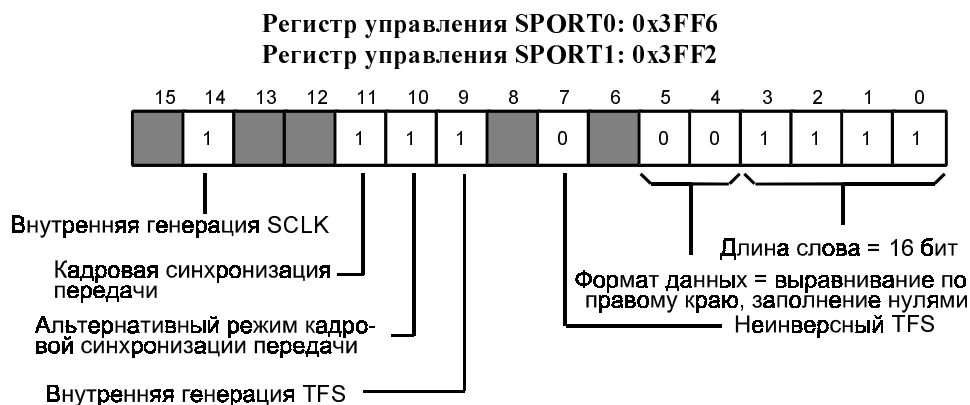 Регистр управления SPORT0: 0x3FF6
Регистр управления SPORT1: 0x3FF2
15 14 13 12 11 10 9 8 7 6 5 4 3 2 1 0
1 1 1 1 0 0 0 1 1 1 1
Внутренняя генерация SCLK
Длина слова = 16 бит
Кадровая синхронизация
передачи
Формат данных = выравнивание по
правому краю, заполнение нулями
Альтернативный режим кадро-
вой синхронизации передачи
Неинверсный TFS
Внутренняя генерация TFS